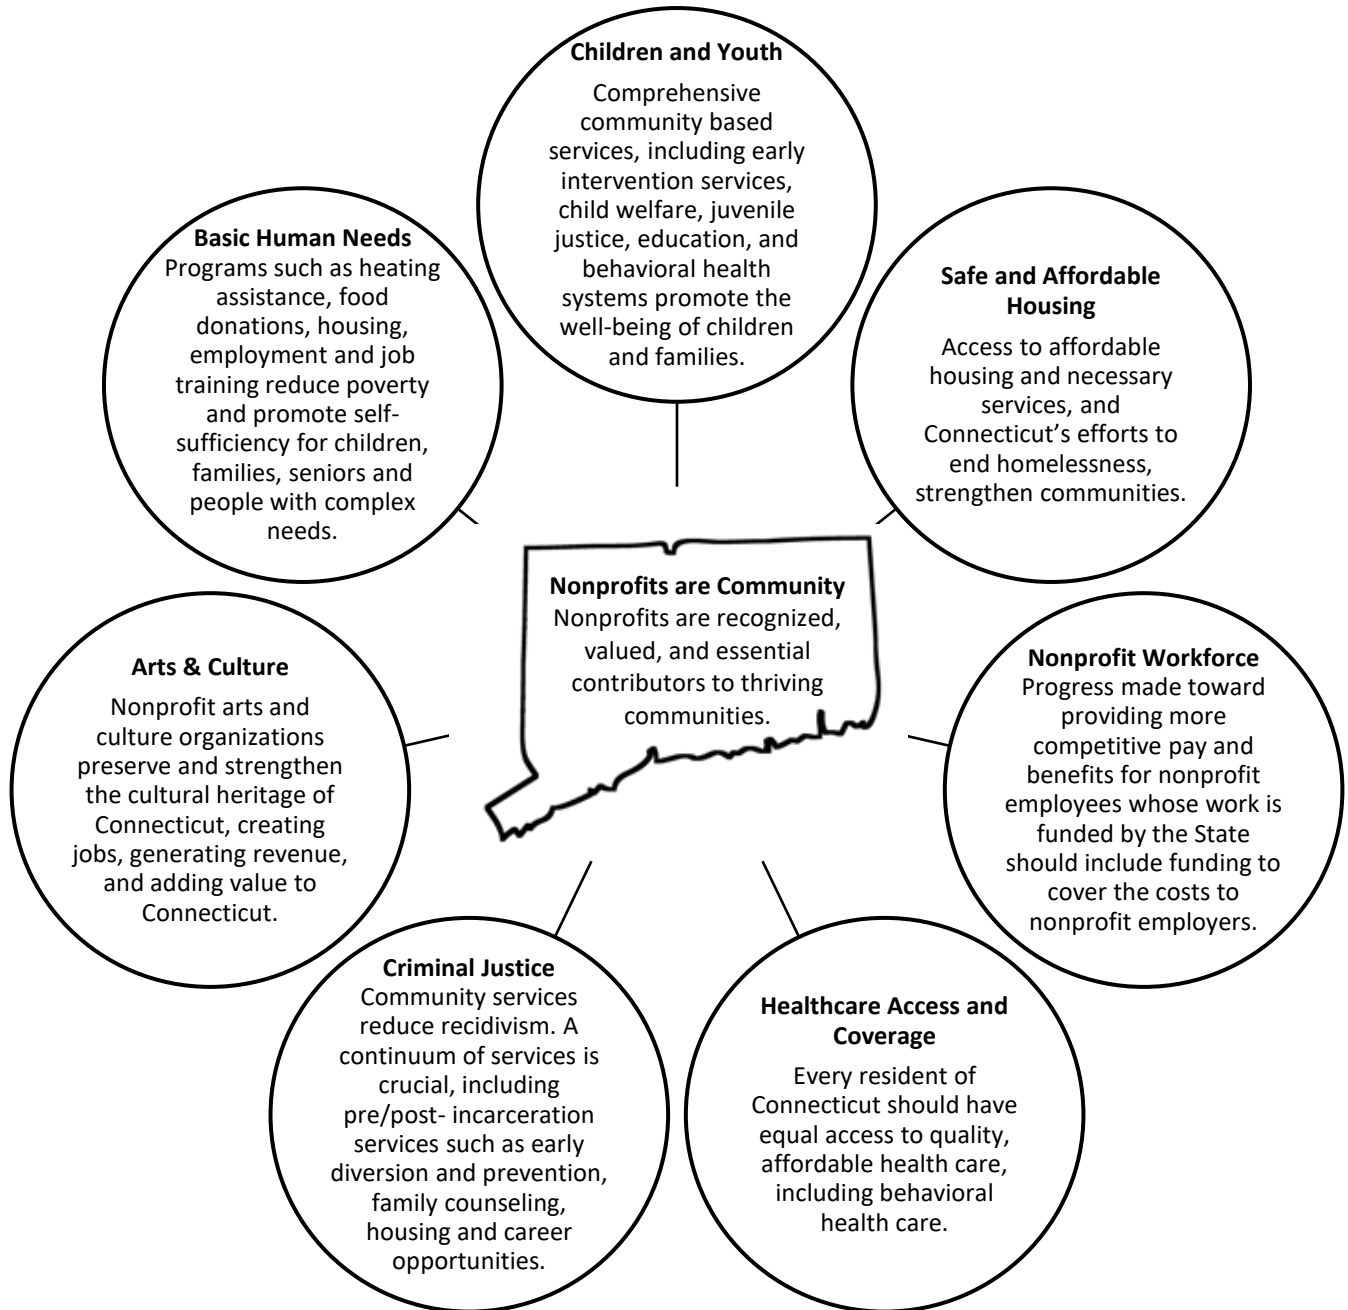 Children and Youth
Comprehensive
community based
services, including early
intervention services,
child welfare, juvenile
justice, education, and
behavioral health
systems promote the
well-being of children
and families.
Basic Human Needs
Programs such as heating
assistance, food
donations, housing,
employment and job
training reduce poverty
and promote self-
sufficiency for children,
families, seniors and
people with complex
needs.
Safe and Affordable
Housing
Access to affordable
housing and necessary
services, and
Connecticut’s efforts to
end homelessness,
strengthen communities.
Nonprofits are Community
Nonprofits are recognized,
valued, and essential
contributors to thriving
communities.
Arts & Culture
Nonprofit arts and
culture organizations
preserve and strengthen
the cultural heritage of
Connecticut, creating
jobs, generating revenue,
and adding value to
Connecticut.
Nonprofit Workforce
Progress made toward
providing more
competitive pay and
benefits for nonprofit
employees whose work is
funded by the State
should include funding to
cover the costs to
nonprofit employers.
Criminal Justice
Community services
reduce recidivism. A
continuum of services is
crucial, including
pre/post- incarceration
services such as early
diversion and prevention,
family counseling,
housing and career
opportunities.
Healthcare Access and
Coverage
Every resident of
Connecticut should have
equal access to quality,
affordable health care,
including behavioral
health care.